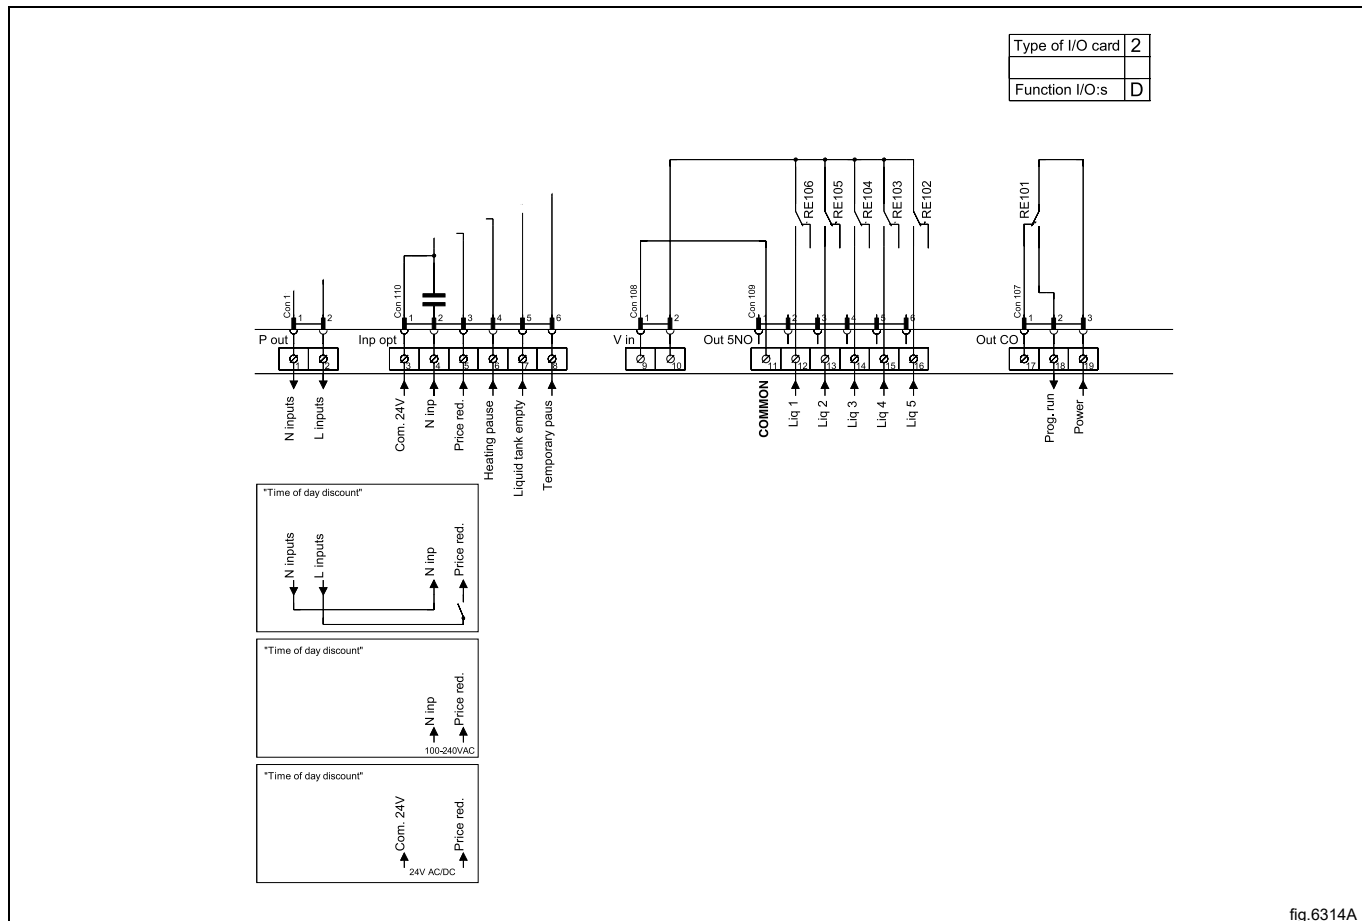 Type of I/O card 2
Function I/O:s D
RE106 RE105 RE104 RE103 RE102 RE101
Con 1 Con 110 Con 108 Con 109 Con 107
1 2 1 2 3 4 5 6 1 2 1 2 3 4 5 6 1 2 3
P out Inp opt V in Out 5NO Out CO
1 2 3 4 5 6 7 8 9 10 11 12 13 14 15 16 17 18 19
N inputs
L inputs
Com. 24V
N inp
Price red.
Heating pause
Liquid tank empty
Temporary paus
COMMON
Liq 1
Liq 2
Liq 3
Liq 4
Liq 5
Prog. run
Power
"Time of day discount"
N inputs
L inputs
N inp
Price red.
"Time of day discount"
N inp
Price red.
100-240VAC
"Time of day discount"
Com. 24V
Price red.
24V AC/DC
fig.6314A